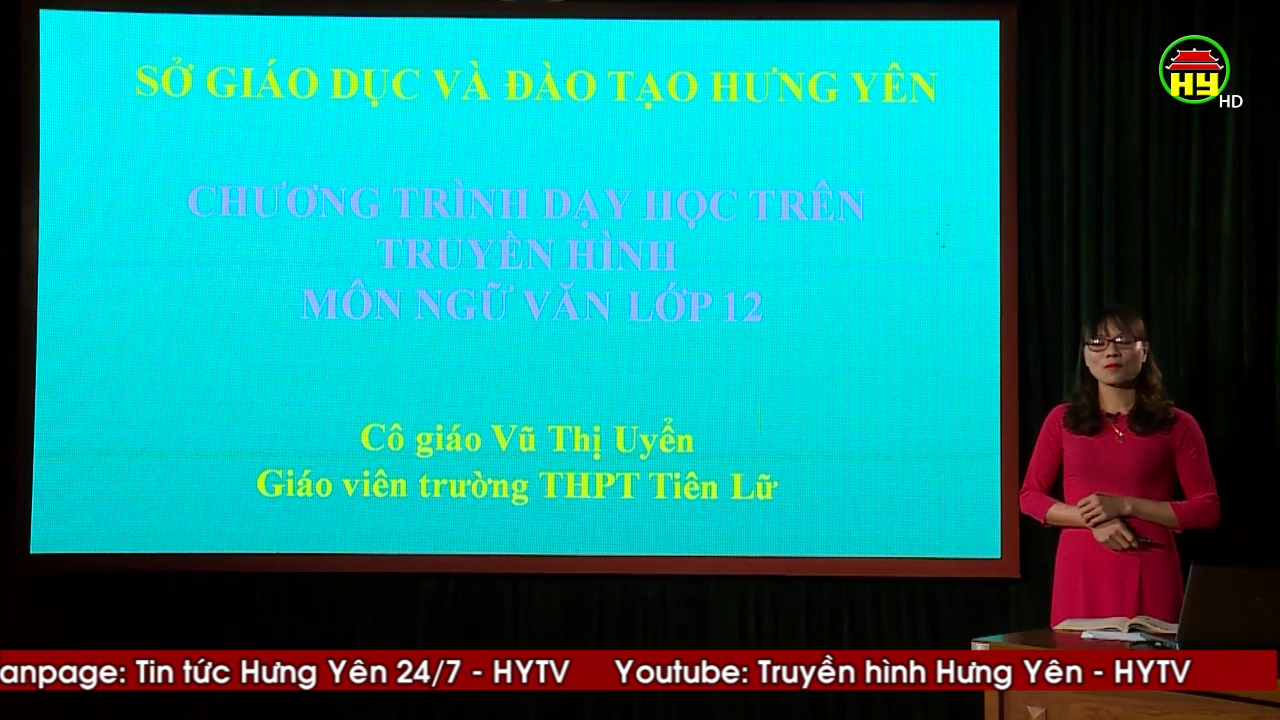 SỞ GIÁO DỤC VÀ ĐÀO TẠO HƯNG YÊN
HY
HD
CHƯƠNG TRÌNH DẠY HỌC TRÊN
TRUYỀN HÌNH
MÔN NGỮ VĂN LỚP 12
Cô giáo Vũ Thị Uyển
Giáo viên trường THPT Tiên Lữ
anpage: Tin tức Hưng Yên 24/7 - HYTV Youtube: Truyền hình Hưng Yên - HYTV